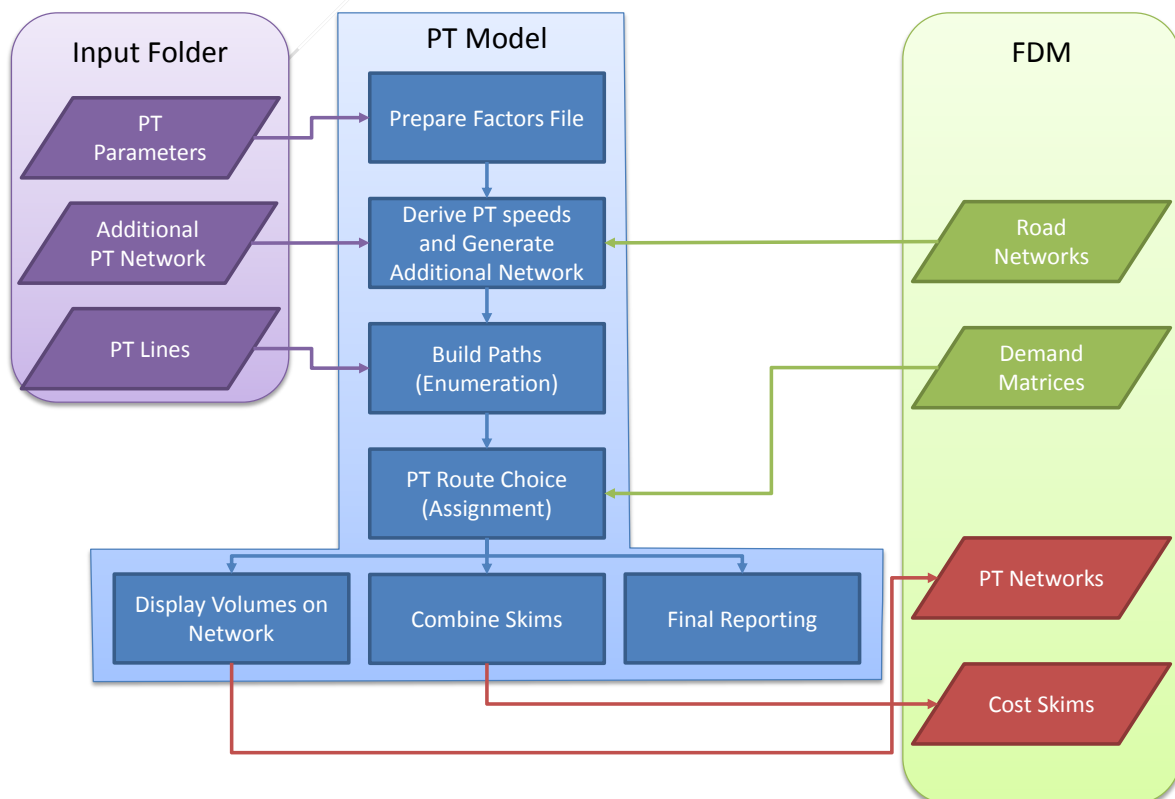 Input Folder
PT
Parameters
Additional
PT Network
PT Lines
PT Model
Prepare Factors File
Derive PT speeds
and Generate
Additional Network
Build Paths
(Enumeration)
PT Route Choice
(Assignment)
Display Volumes on
Network
Combine Skims
Final Reporting
FDM
Road
Networks
Demand
Matrices
PT Networks
Cost Skims